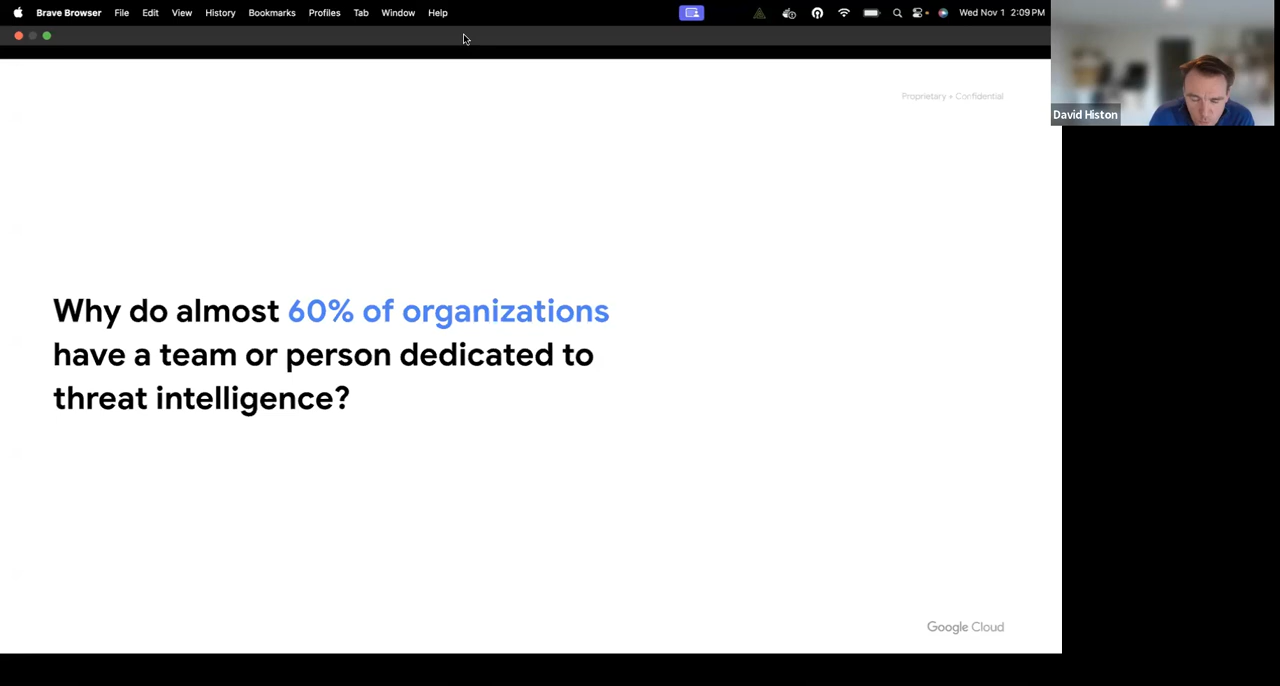 Brave Browser File Edit View History Bookmarks Profiles Tab Window Help Wed Nov 1 2:09 PM
David Histon
Proprietary + Confidential
Why do almost 60% of organizations
have a team or person dedicated to
threat intelligence?
Google Cloud